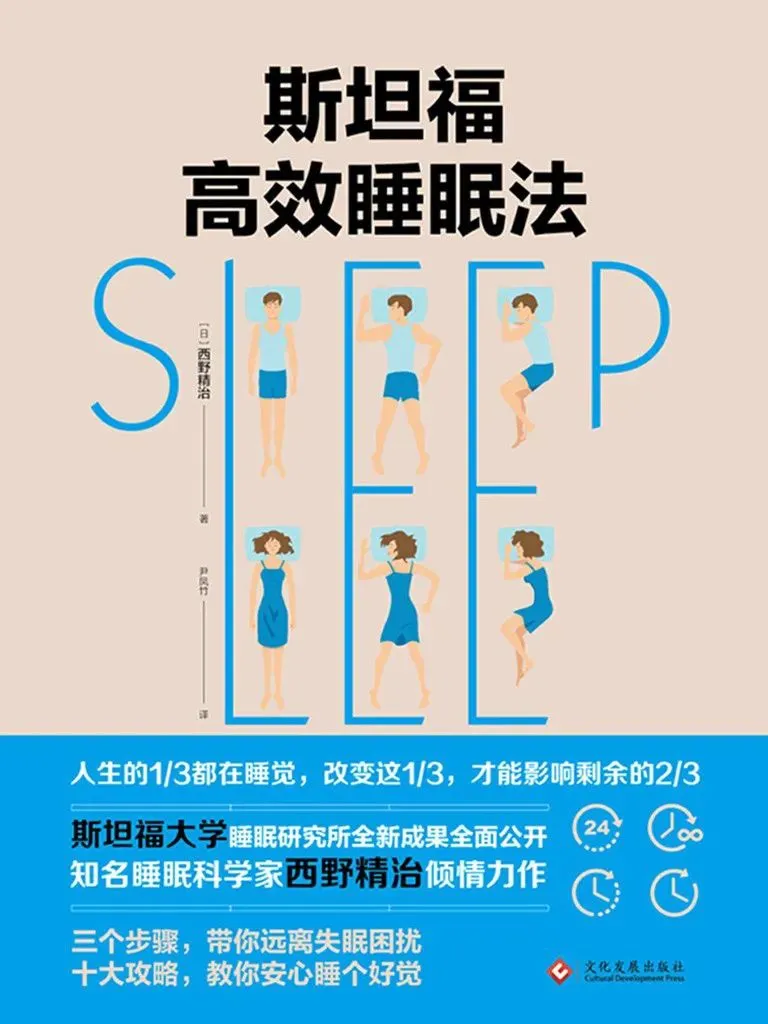 斯坦福
高效睡眠法
SLEEP
[日]西野精治
著
尹凤竹
译
人生的1/3都在睡觉，改变这1/3，才能影响剩余的2/3
斯坦福大学睡眠研究所全新成果全面公开
知名睡眠科学家西野精治倾情力作
24
三个步骤，带你远离失眠困扰
十大攻略，教你安心睡个好觉
文化发展出版社
Cultural Development Press